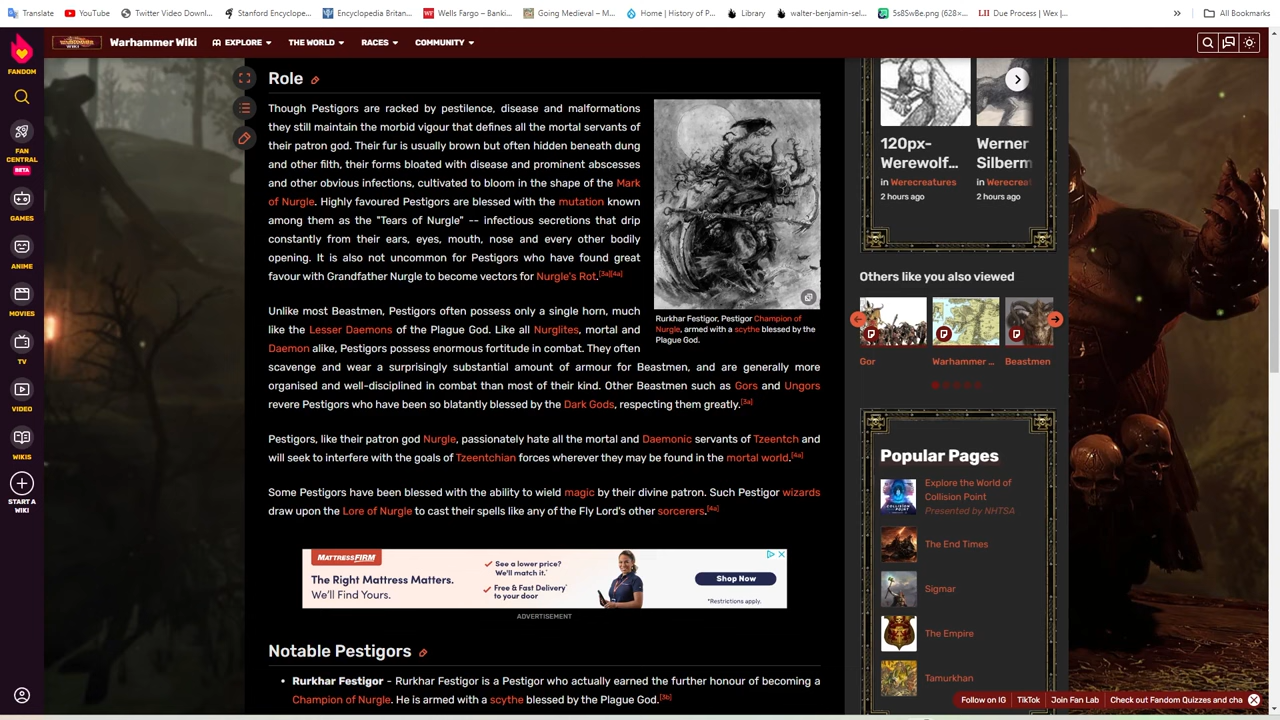 Translate
YouTube
Twitter Video Downl...
Stanford Encyclope...
Encyclopedia Britan...
Wells Fargo – Banki...
Going Medieval – M...
Home | History of P...
Library
walter-benjamin-sel...
5s8SwBe.png (628×...
Due Process | Wex |...
All Bookmarks
FANDOM
FAN CENTRAL
BETA
GAMES
ANIME
MOVIES
TV
VIDEO
WIKIS
START A WIKI
Warhammer Wiki
EXPLORE
THE WORLD
RACES
COMMUNITY
Role
Though Pestigors are racked by pestilence, disease and malformations
they still maintain the morbid vigour that defines all the mortal servants of
their patron god. Their fur is usually brown but often hidden beneath dung
and other filth, their forms bloated with disease and prominent abscesses
and other obvious infections, cultivated to bloom in the shape of the Mark
of Nurgle. Highly favoured Pestigors are blessed with the mutation known
among them as the "Tears of Nurgle" -- infectious secretions that drip
constantly from their ears, eyes, mouth, nose and every other bodily
opening. It is also not uncommon for Pestigors who have found great
favour with Grandfather Nurgle to become vectors for Nurgle's Rot.[3a][4a]
Rurkhar Festigor, Pestigor Champion of
Nurgle, armed with a scythe blessed by the
Plague God.
Unlike most Beastmen, Pestigors often possess only a single horn, much
like the Lesser Daemons of the Plague God. Like all Nurglites, mortal and
Daemon alike, Pestigors possess enormous fortitude in combat. They often
scavenge and wear a surprisingly substantial amount of armour for Beastmen, and are generally more
organised and well-disciplined in combat than most of their kind. Other Beastmen such as Gors and Ungors
revere Pestigors who have been so blatantly blessed by the Dark Gods, respecting them greatly.[3a]
Pestigors, like their patron god Nurgle, passionately hate all the mortal and Daemonic servants of Tzeentch and
will seek to interfere with the goals of Tzeentchian forces wherever they may be found in the mortal world.[4a]
Some Pestigors have been blessed with the ability to wield magic by their divine patron. Such Pestigor wizards
draw upon the Lore of Nurgle to cast their spells like any of the Fly Lord's other sorcerers.[4a]
MATTRESSFIRM
The Right Mattress Matters.
We'll Find Yours.
See a lower price?
We'll match it.*
Free & Fast Delivery*
to your door
Shop Now
*Restrictions apply.
ADVERTISEMENT
Notable Pestigors
• Rurkhar Festigor - Rurkhar Festigor is a Pestigor who actually earned the further honour of becoming a
Champion of Nurgle. He is armed with a scythe blessed by the Plague God.[3b]
120px-
Werewolf...
in Werecreatures
2 hours ago
Werner
Silberm
in Werecrea
2 hours ago
Others like you also viewed
Gor
Warhammer ...
Beastmen
Popular Pages
Explore the World of
Collision Point
Presented by NHTSA
The End Times
Sigmar
The Empire
Tamurkhan
Follow on IG
TikTok
Join Fan Lab
Check out Fandom Quizzes and cha